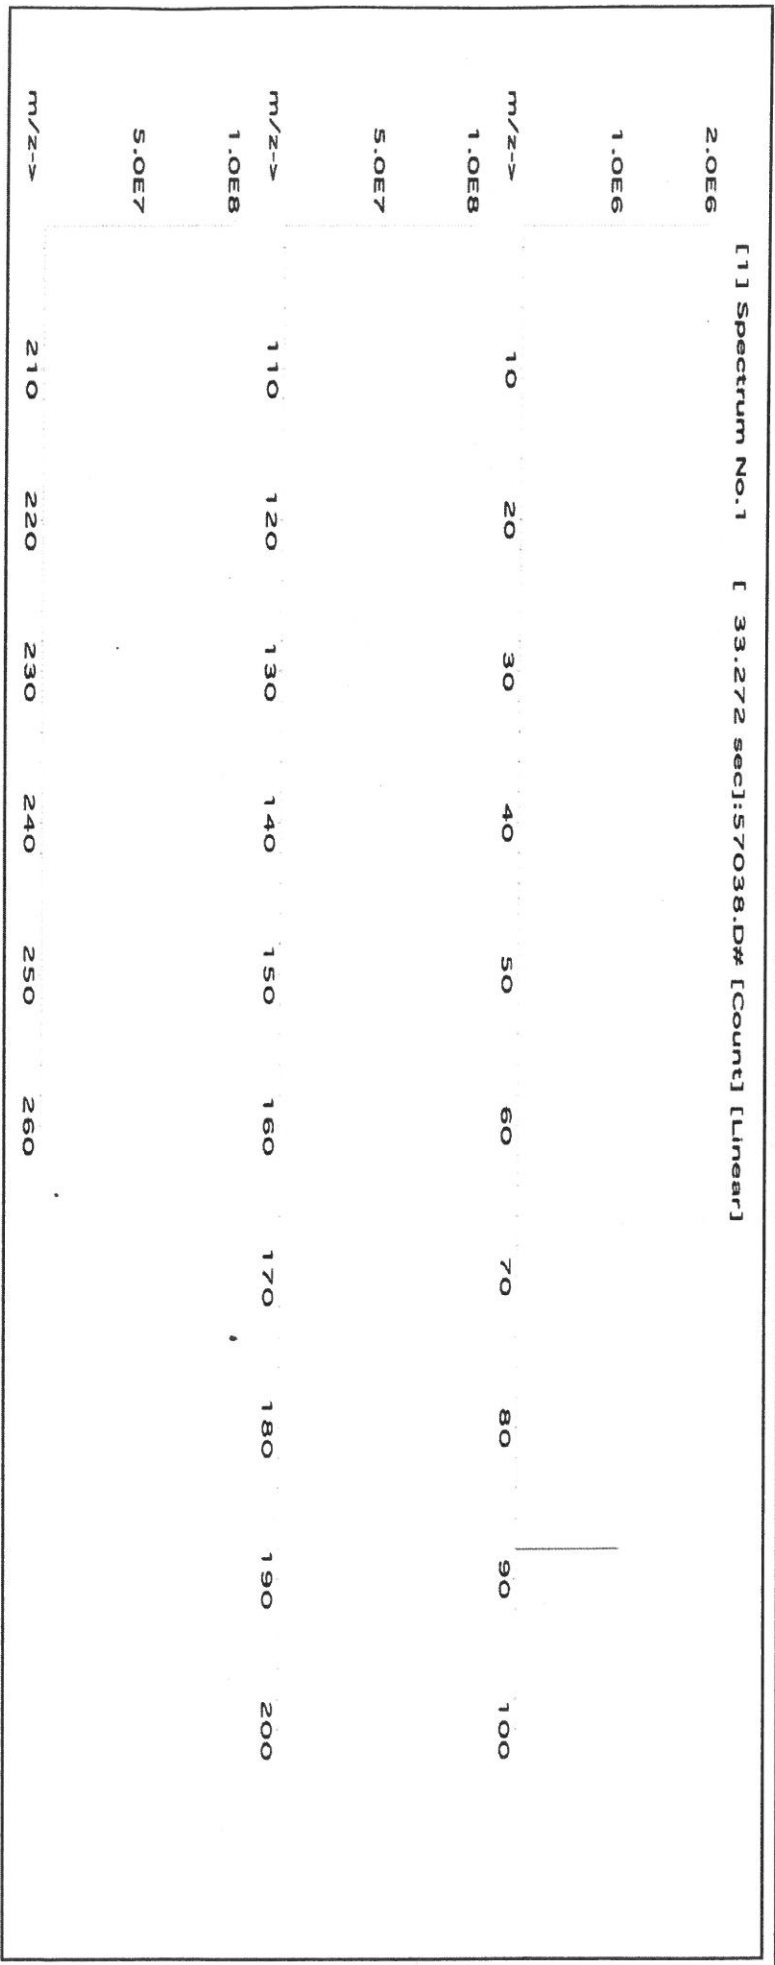 [1] Spectrum No.1 [ 33.272 sec]:57038.D# [Count] [Linear]
2.0E6
1.0E6
m/z-> 10 20 30 40 50 60 70 80 90 100
1.0E8
5.0E7
m/z-> 110 120 130 140 150 160 170 180 190 200
1.0E8
5.0E7
m/z-> 210 220 230 240 250 260